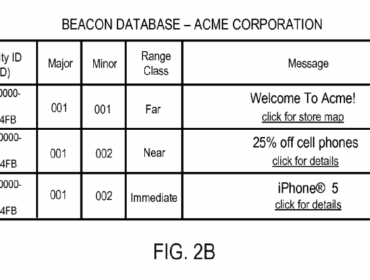 BEACON DATABASE – ACME CORPORATION
ity ID
D)
Major
Minor
Range
Class
Message
0000-
4FB
001
001
Far
Welcome To Acme!
click for store map
0000-
4FB
001
002
Near
25% off cell phones
click for details
0000-
4FB
001
002
Immediate
iPhone® 5
click for details
FIG. 2B